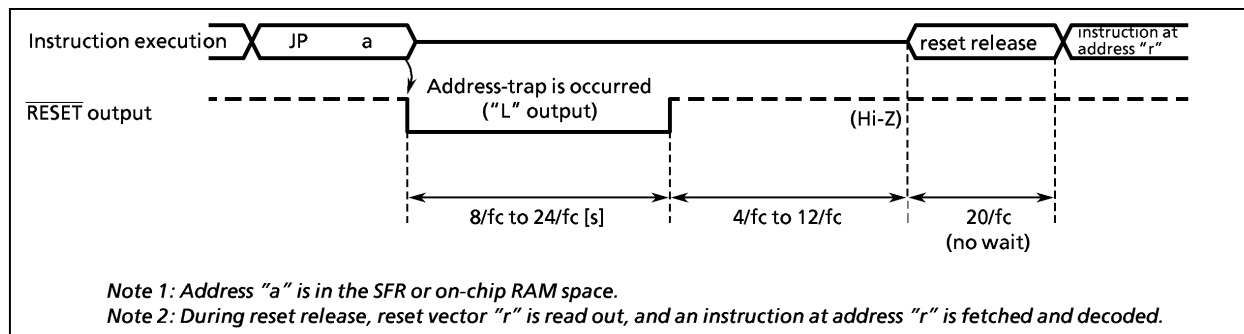 Instruction execution JP a reset release instruction at address "r"
Address-trap is occurred
("L" output)
RESET output (Hi-Z)
8/fc to 24/fc [s] 4/fc to 12/fc 20/fc
(no wait)
Note 1: Address "a" is in the SFR or on-chip RAM space.
Note 2: During reset release, reset vector "r" is read out, and an instruction at address "r" is fetched and decoded.